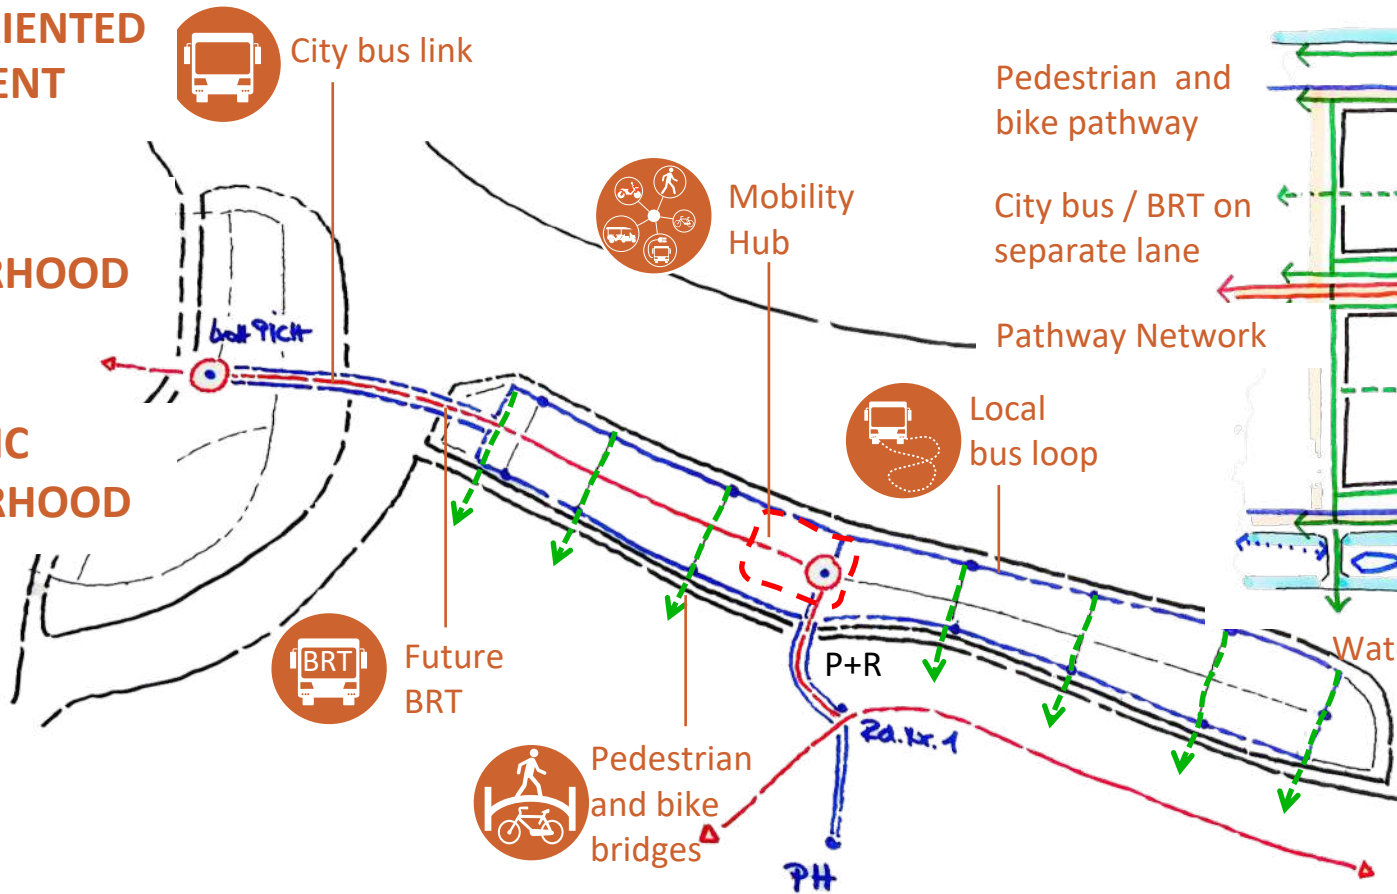 IENTED
ENT
RHOOD
IC
RHOOD
City bus link
Mobility
Hub
Pedestrian and
bike pathway
City bus / BRT on
separate lane
Pathway Network
Local
bus loop
BRT
Future
BRT
P+R
Pedestrian
and bike
bridges
PH
Wat